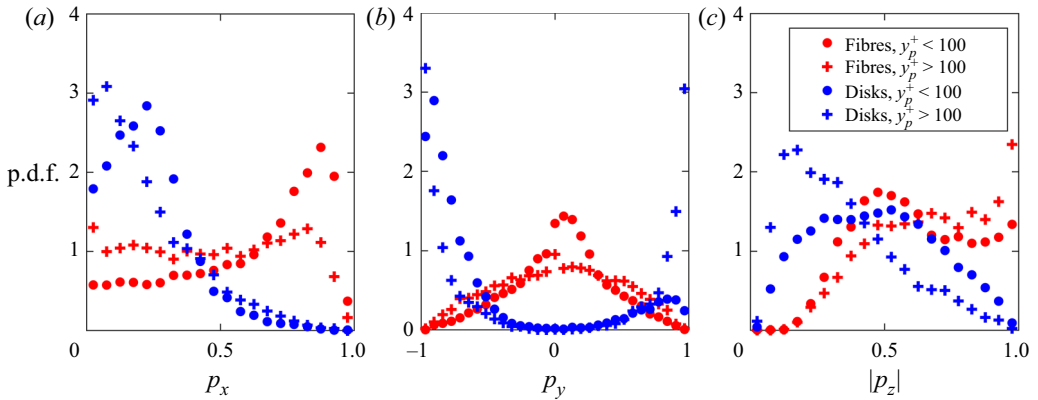 (a)
(b)
(c)
4
3
2
1
0
p.d.f.
0.5
1.0
p_x
4
3
2
1
0
−1
0
1
p_y
4
3
2
1
0
0.5
1.0
|p_z|
Fibres, y_p^+ < 100
Fibres, y_p^+ > 100
Disks, y_p^+ < 100
Disks, y_p^+ > 100